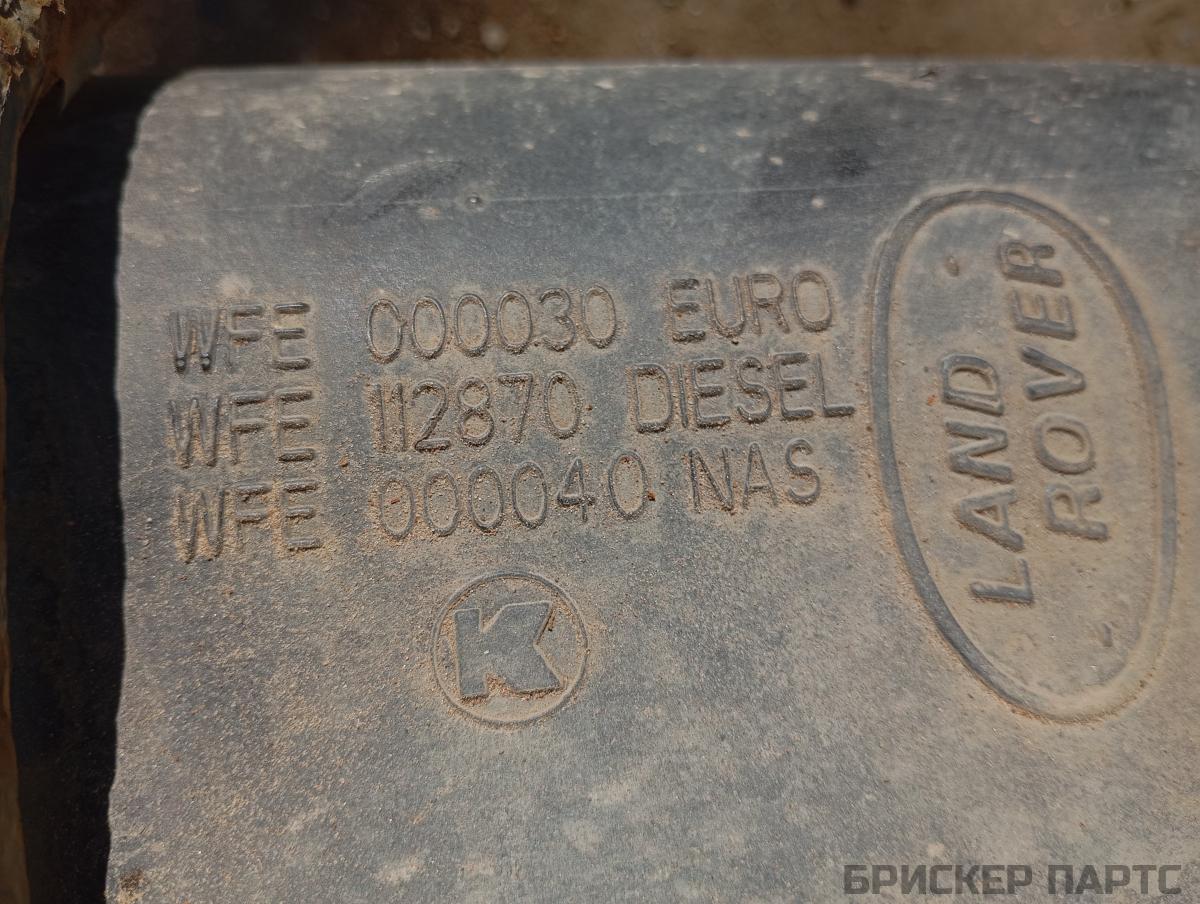 WFE 000030 EURO
WFE 112870 DIESEL
WFE 000040 NAS
K
LAND
ROVER
БРИСКЕР ПАРТС